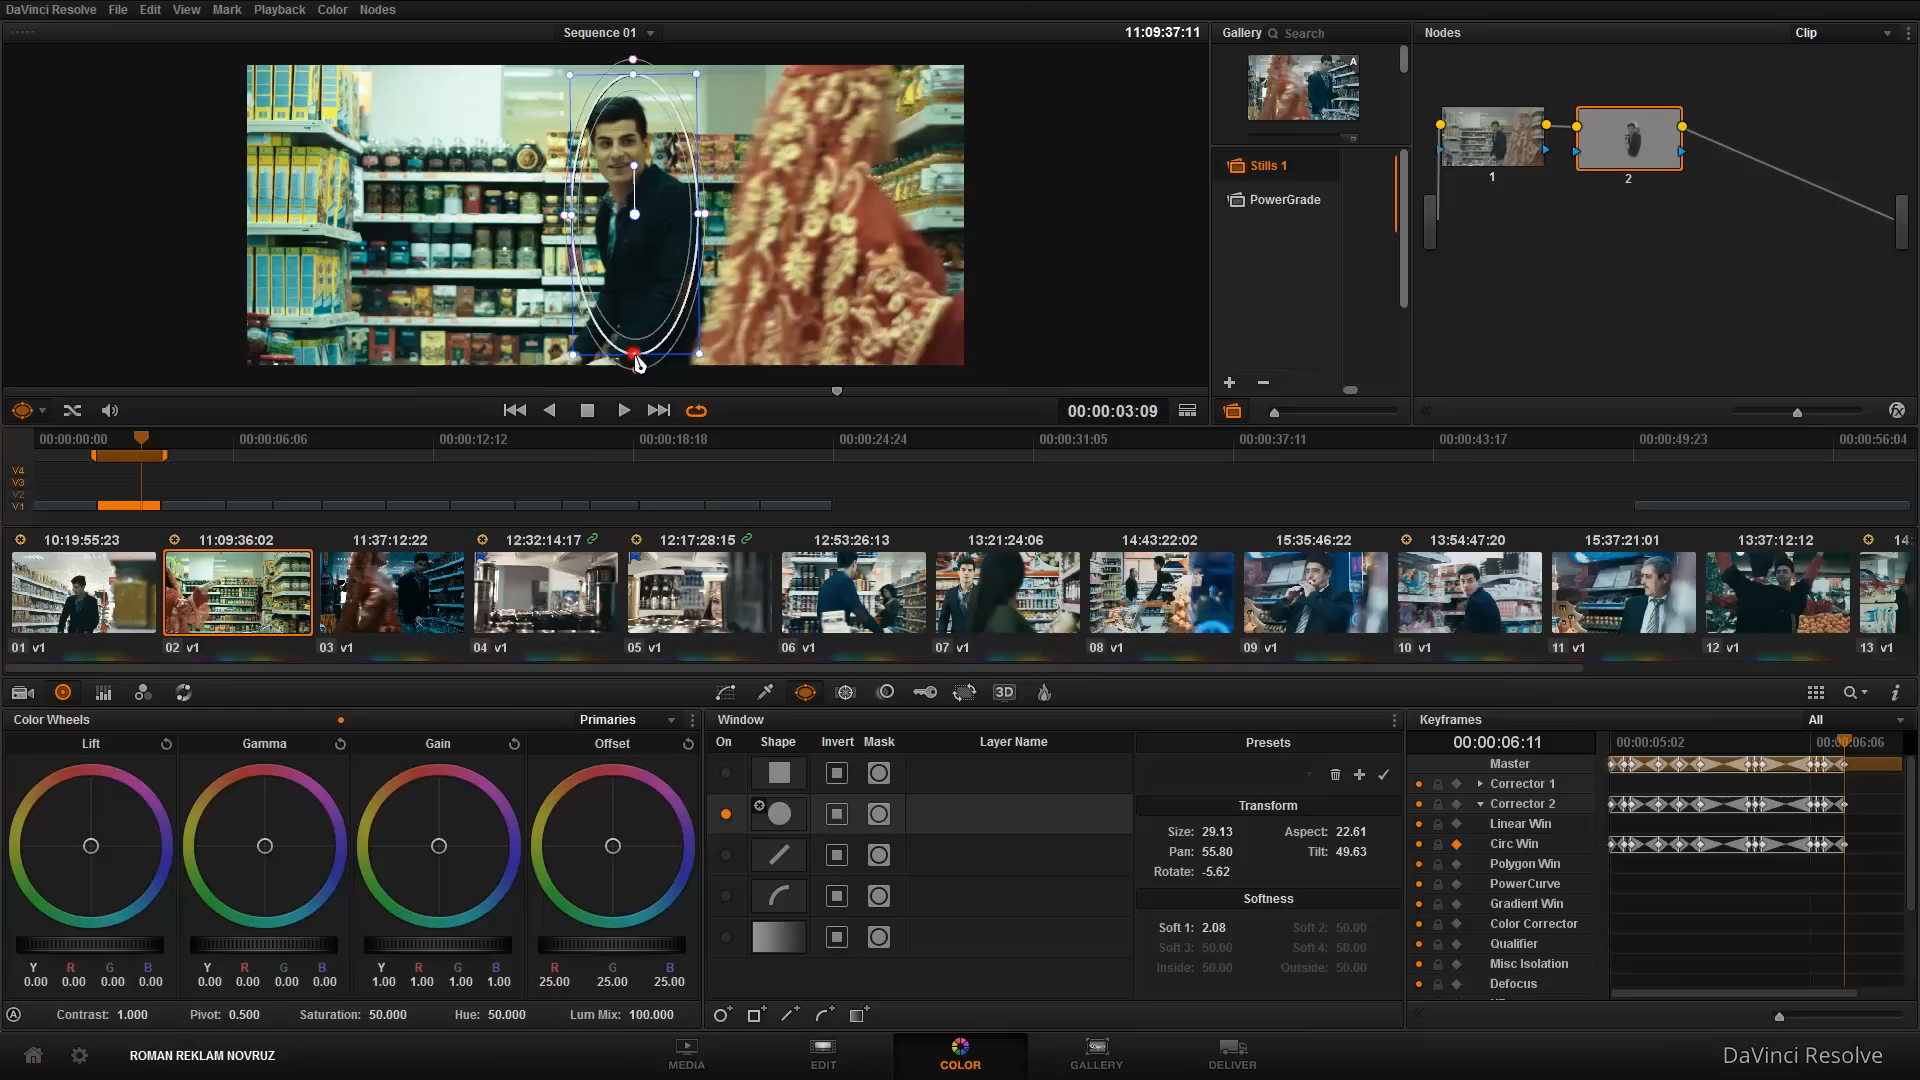 DaVinci Resolve File Edit View Mark Playback Color Nodes
Sequence 01 11:09:37:11 Gallery Search Nodes Clip
A
Stills 1
PowerGrade
1 2
00:00:03:09
00:00:00:00 00:00:06:06 00:00:12:12 00:00:18:18 00:00:24:24 00:00:31:05 00:00:37:11 00:00:43:17 00:00:49:23 00:00:56:04
V4
V3
V2
V1
10:19:55:23 11:09:36:02 11:37:12:22 12:32:14:17 12:17:28:15 12:53:26:13 13:21:24:06 14:43:22:02 15:35:46:22 13:54:47:20 15:37:21:01 13:37:12:12 14:
01 v1 02 v1 03 v1 04 v1 05 v1 06 v1 07 v1 08 v1 09 v1 10 v1 11 v1 12 v1 13 v1
3D
Color Wheels Primaries Window Keyframes All
Lift Gamma Gain Offset On Shape Invert Mask Layer Name Presets 00:00:06:11 00:00:05:02 00:00:06:06
Master
Corrector 1
Corrector 2
Linear Win
Circ Win
Polygon Win
PowerCurve
Gradient Win
Color Corrector
Qualifier
Misc Isolation
Defocus
Transform
Size: 29.13 Aspect: 22.61
Pan: 55.80 Tilt: 49.63
Rotate: -5.62
Softness
Soft 1: 2.08 Soft 2: 50.00
Soft 3: 50.00 Soft 4: 50.00
Inside: 50.00 Outside: 50.00
Y R G B Y R G B Y R G B R G B
0.00 0.00 0.00 0.00 0.00 0.00 0.00 0.00 1.00 1.00 1.00 1.00 25.00 25.00 25.00
A Contrast: 1.000 Pivot: 0.500 Saturation: 50.000 Hue: 50.000 Lum Mix: 100.000
ROMAN REKLAM NOVRUZ MEDIA EDIT COLOR GALLERY DELIVER DaVinci Resolve